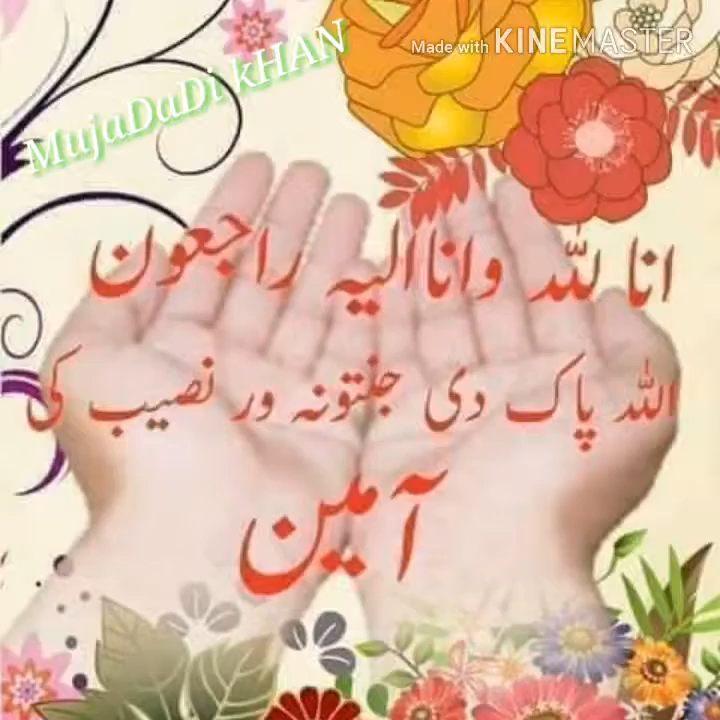 Made with KINEMASTER
MujaDaDi kHAN
انا للہ وانا الیہ راجعون
اللہ پاک دی جنتونہ ور نصیب کی
آمین